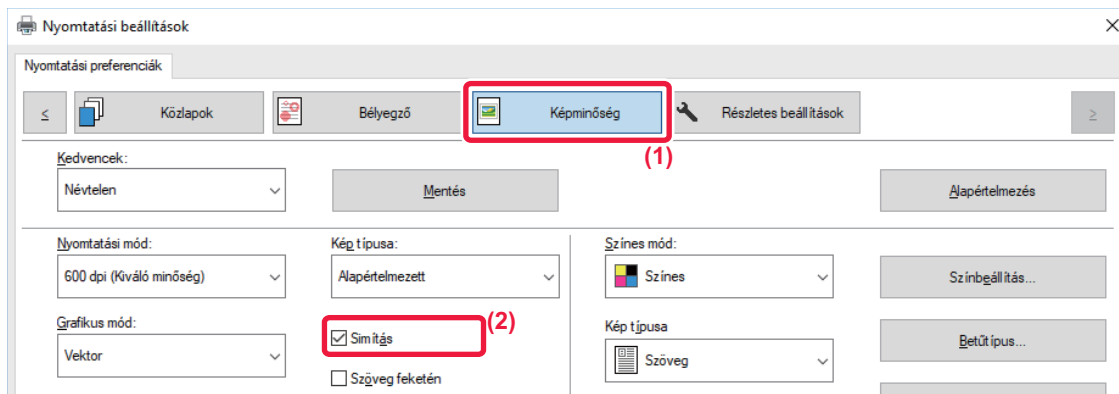 Nyomtatási beállítások
Nyomtatási preferenciák
< Közlapok Bélyegző Képminőség Részletes beállítások >
(1)
Kedvencek:
Névtelen Mentés Alapértelmezés
Nyomtatási mód: Kép típusa: Színes mód:
600 dpi (Kiváló minőség) Alapértelmezett Színes Színbeállítás...
(2)
Grafikus mód: Simítás Kép típusa
Vektor Szöveg Betűtípus...
Szöveg feketén